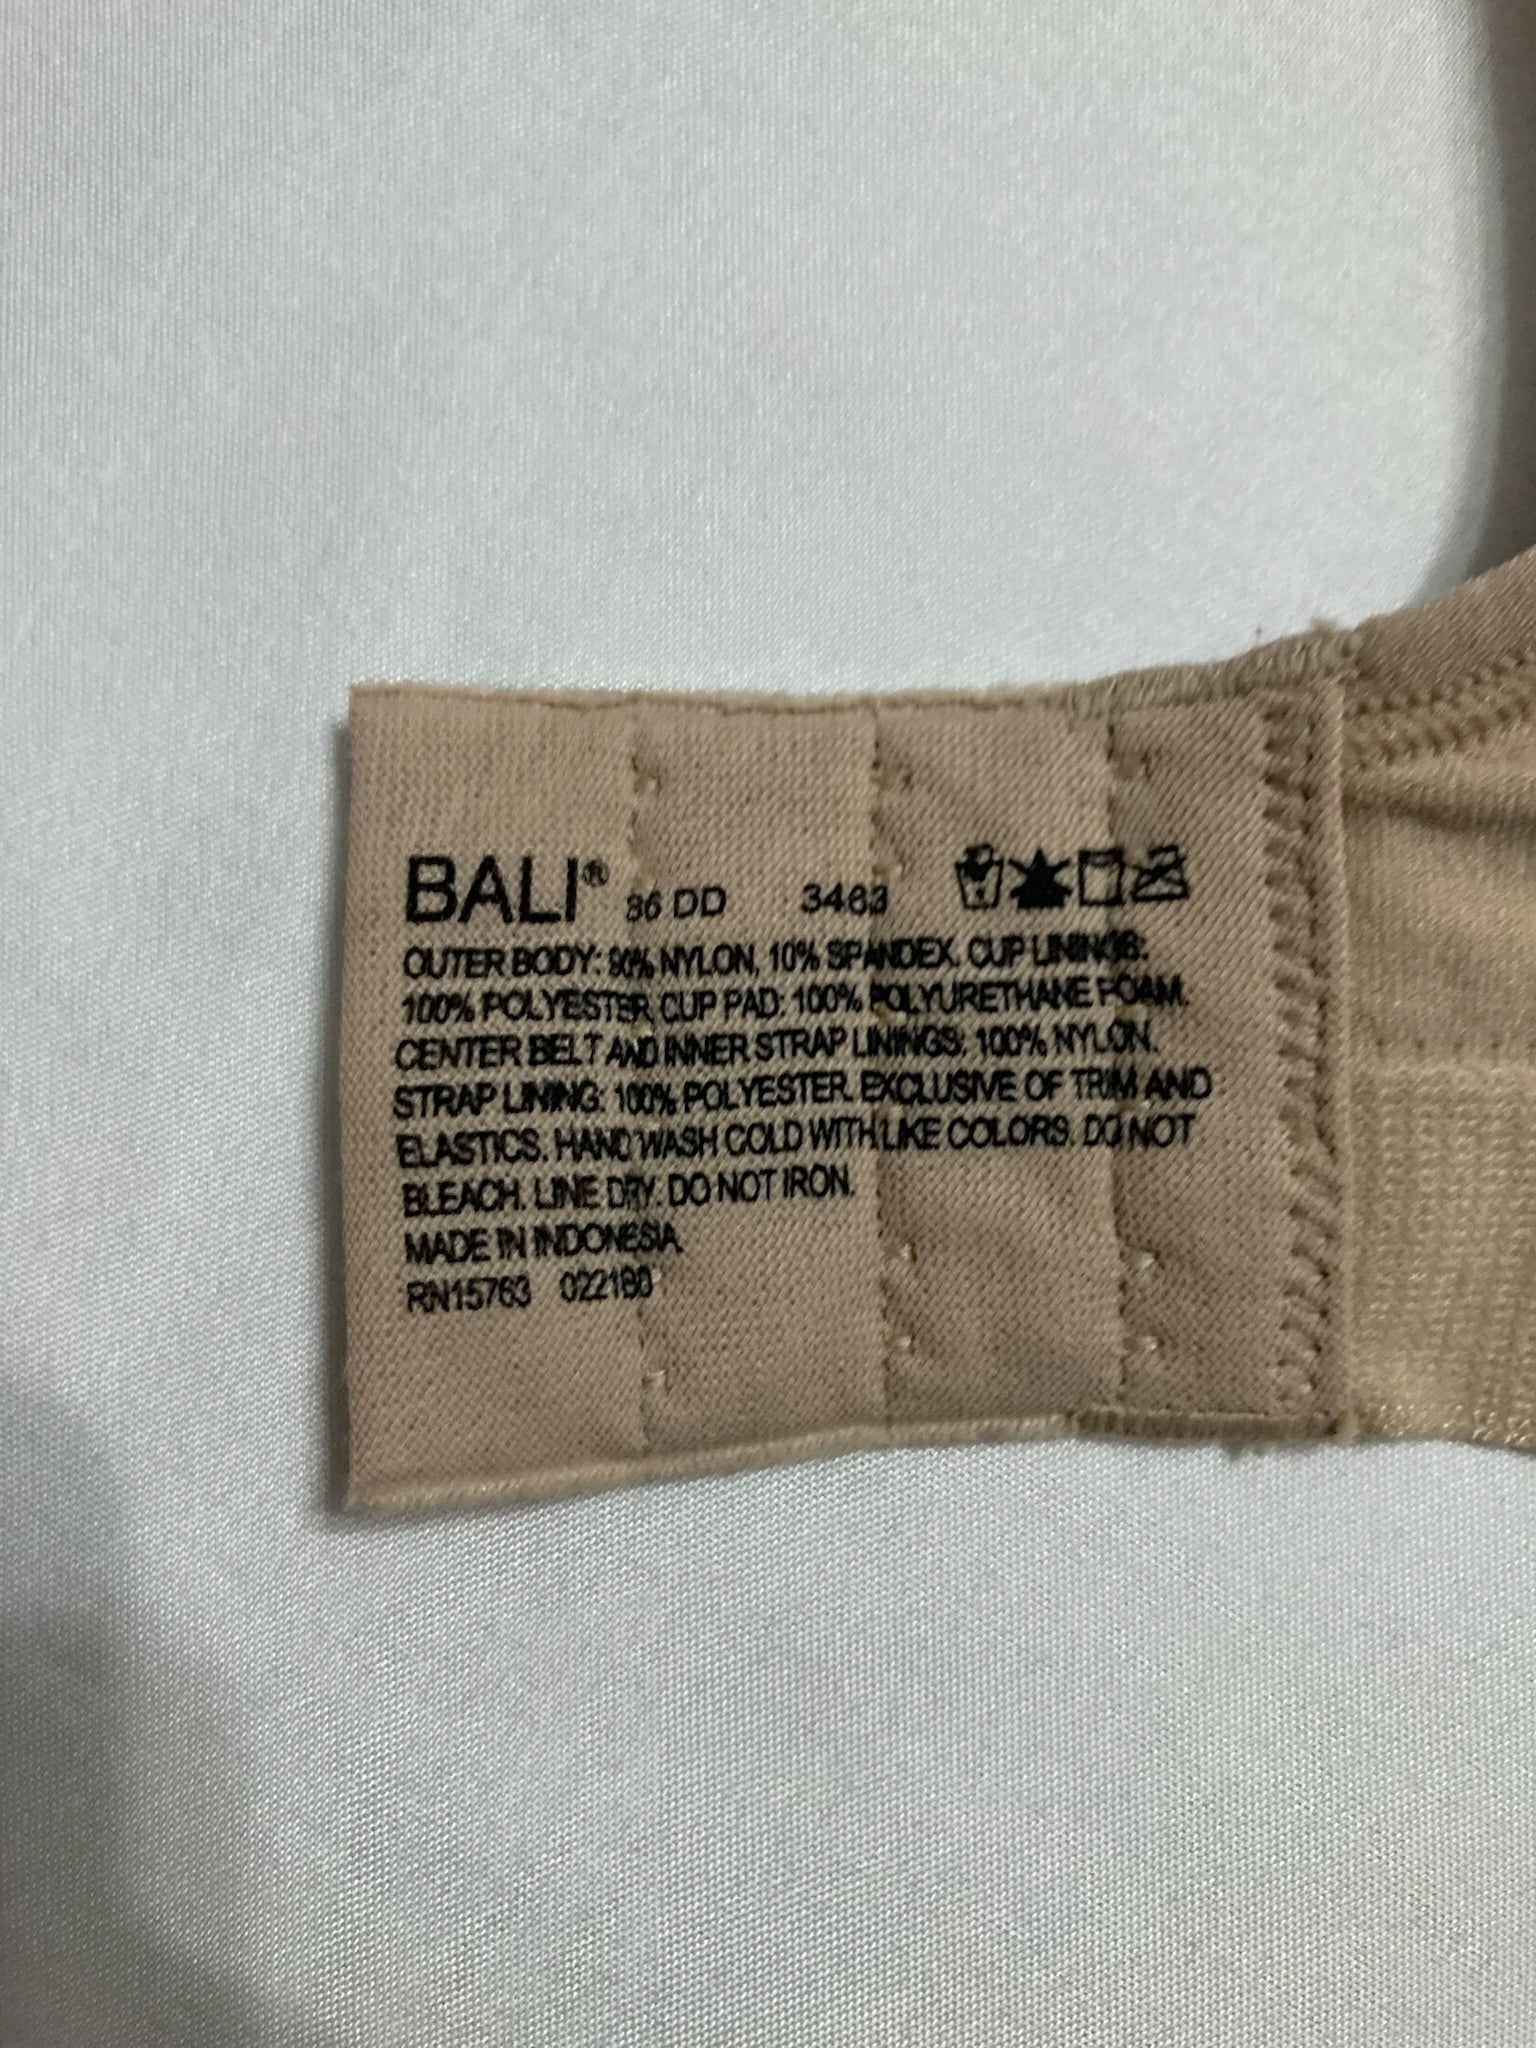 BALI® 36 DD 3463
OUTER BODY: 90% NYLON, 10% SPANDEX. CUP LININGS:
100% POLYESTER CUP PAD: 100% POLYURETHANE FOAM.
CENTER BELT AND INNER STRAP LININGS: 100% NYLON.
STRAP LINING: 100% POLYESTER. EXCLUSIVE OF TRIM AND
ELASTICS. HAND WASH COLD WITH LIKE COLORS. DO NOT
BLEACH. LINE DRY. DO NOT IRON.
MADE IN INDONESIA.
RN15763